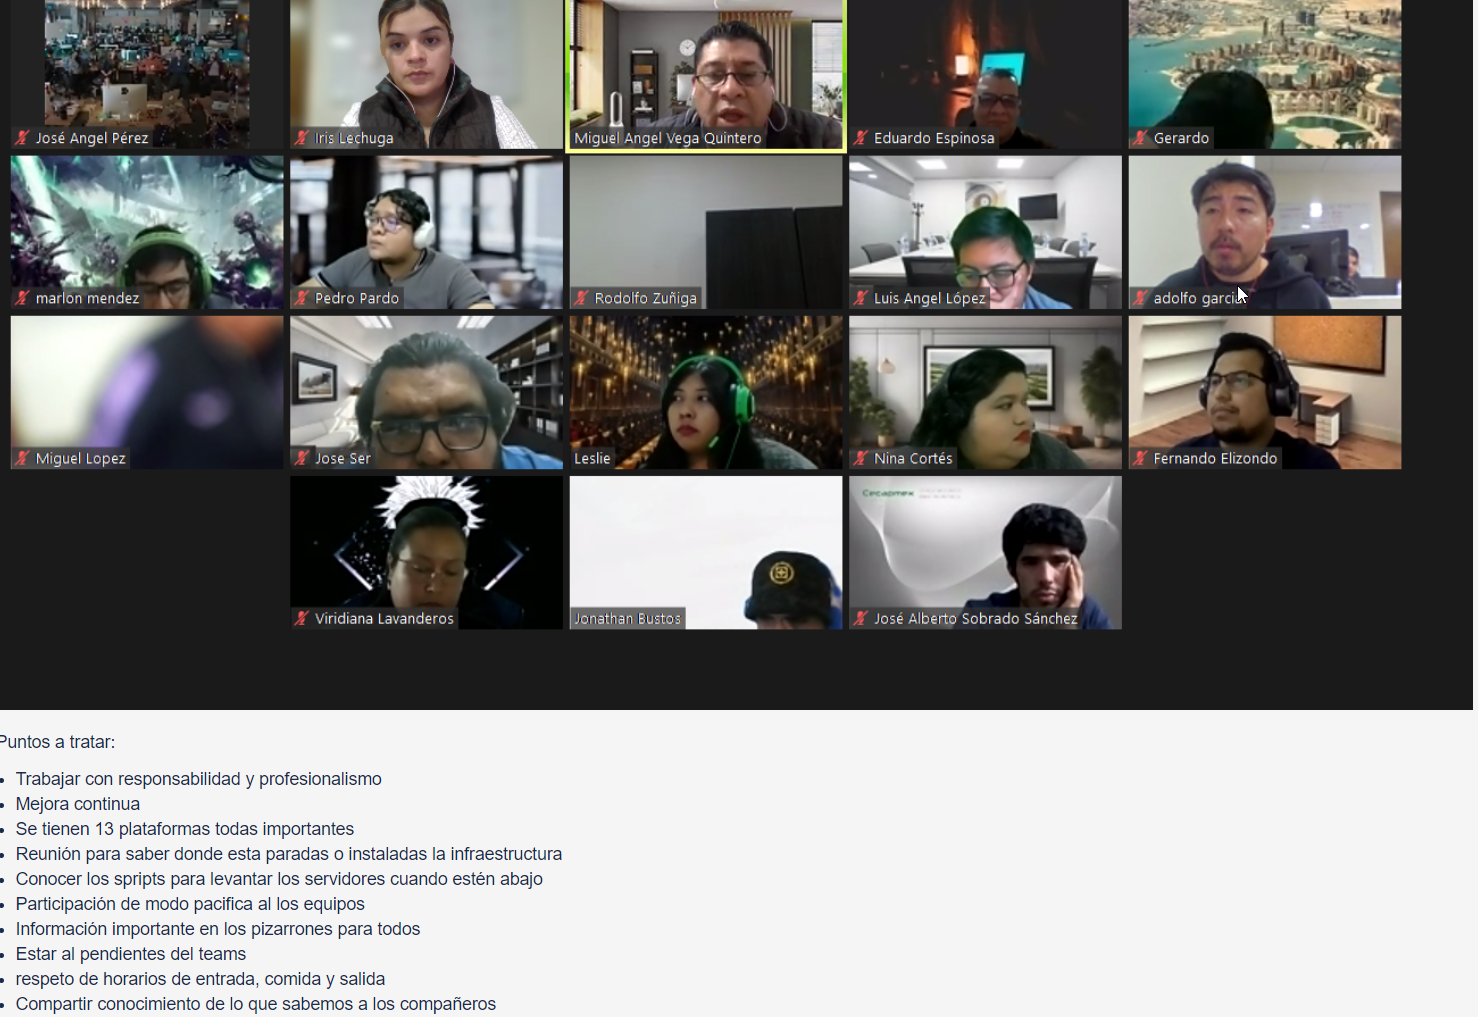 José Angel Pérez
Iris Lechuga
Miguel Angel Vega Quintero
Eduardo Espinosa
Gerardo
marlon mendez
Pedro Pardo
Rodolfo Zuñiga
Luis Angel López
adolfo garcia
Miguel Lopez
Jose Ser
Leslie
Nina Cortés
Fernando Elizondo
Viridiana Lavanderos
Jonathan Bustos
Cecapmex
José Alberto Sobrado Sánchez
Puntos a tratar:
• Trabajar con responsabilidad y profesionalismo
• Mejora continua
• Se tienen 13 plataformas todas importantes
• Reunión para saber donde esta paradas o instaladas la infraestructura
• Conocer los spripts para levantar los servidores cuando estén abajo
• Participación de modo pacifica al los equipos
• Información importante en los pizarrones para todos
• Estar al pendientes del teams
• respeto de horarios de entrada, comida y salida
• Compartir conocimiento de lo que sabemos a los compañeros